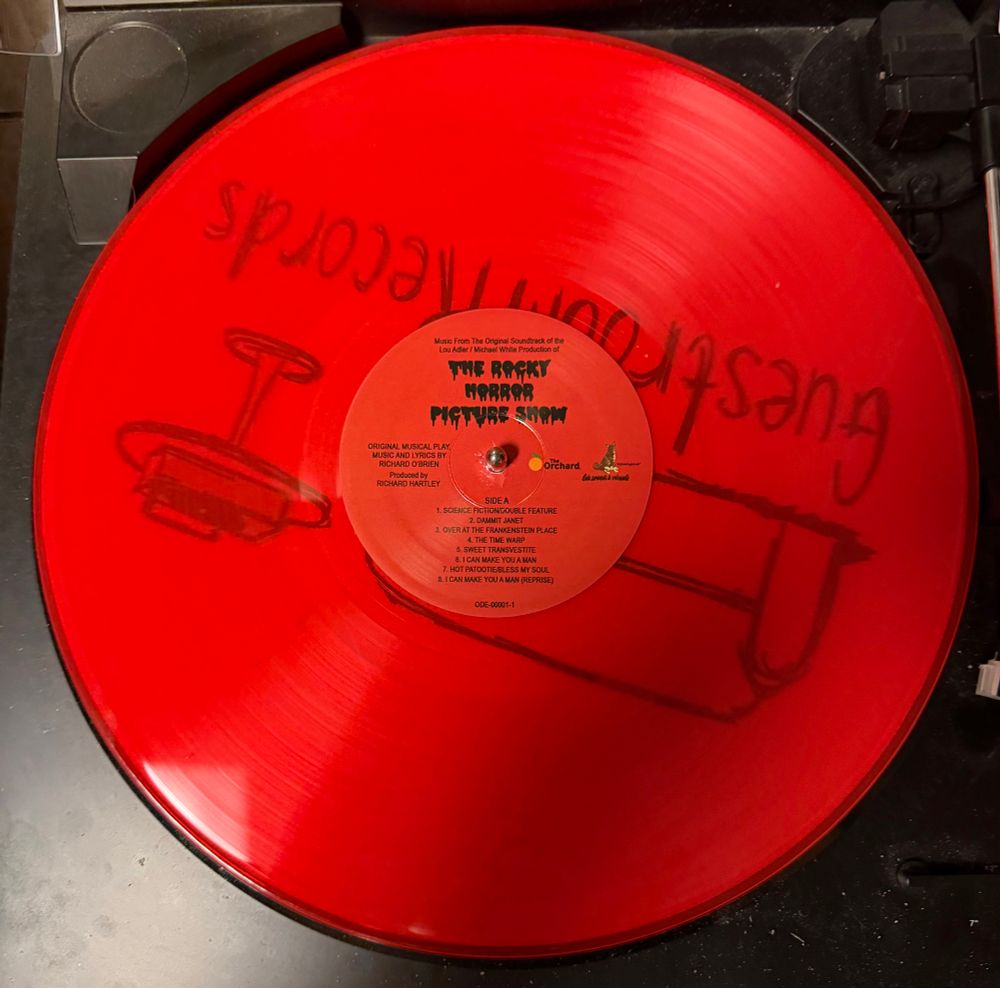 Guestroom Records
Music From The Original Soundtrack of the
Lou Adler / Michael White Production of
THE ROCKY
HORROR
PICTURE SHOW
ORIGINAL MUSICAL PLAY,
MUSIC AND LYRICS BY
RICHARD O'BRIEN
Produced by
RICHARD HARTLEY
The
Orchard
Ode sounds & visuals
SIDE A
1. SCIENCE FICTION/DOUBLE FEATURE
2. DAMMIT JANET
3. OVER AT THE FRANKENSTEIN PLACE
4. THE TIME WARP
5. SWEET TRANSVESTITE
6. I CAN MAKE YOU A MAN
7. HOT PATOOTIE/BLESS MY SOUL
8. I CAN MAKE YOU A MAN (REPRISE)
ODE-00001-1